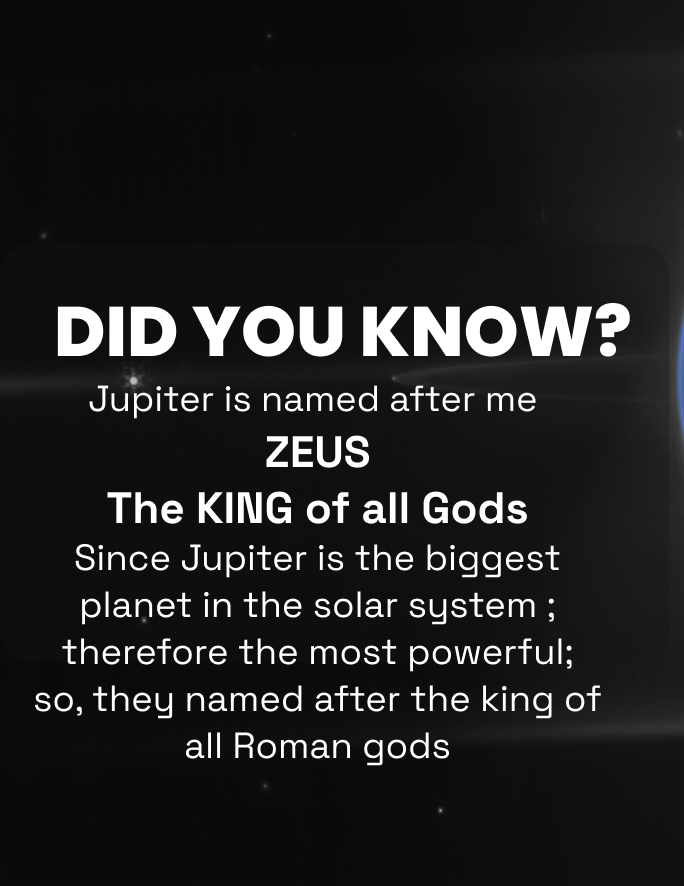 DID YOU KNOW?
Jupiter is named after me
ZEUS
The KING of all Gods
Since Jupiter is the biggest
planet in the solar system ;
therefore the most powerful;
so, they named after the king of
all Roman gods